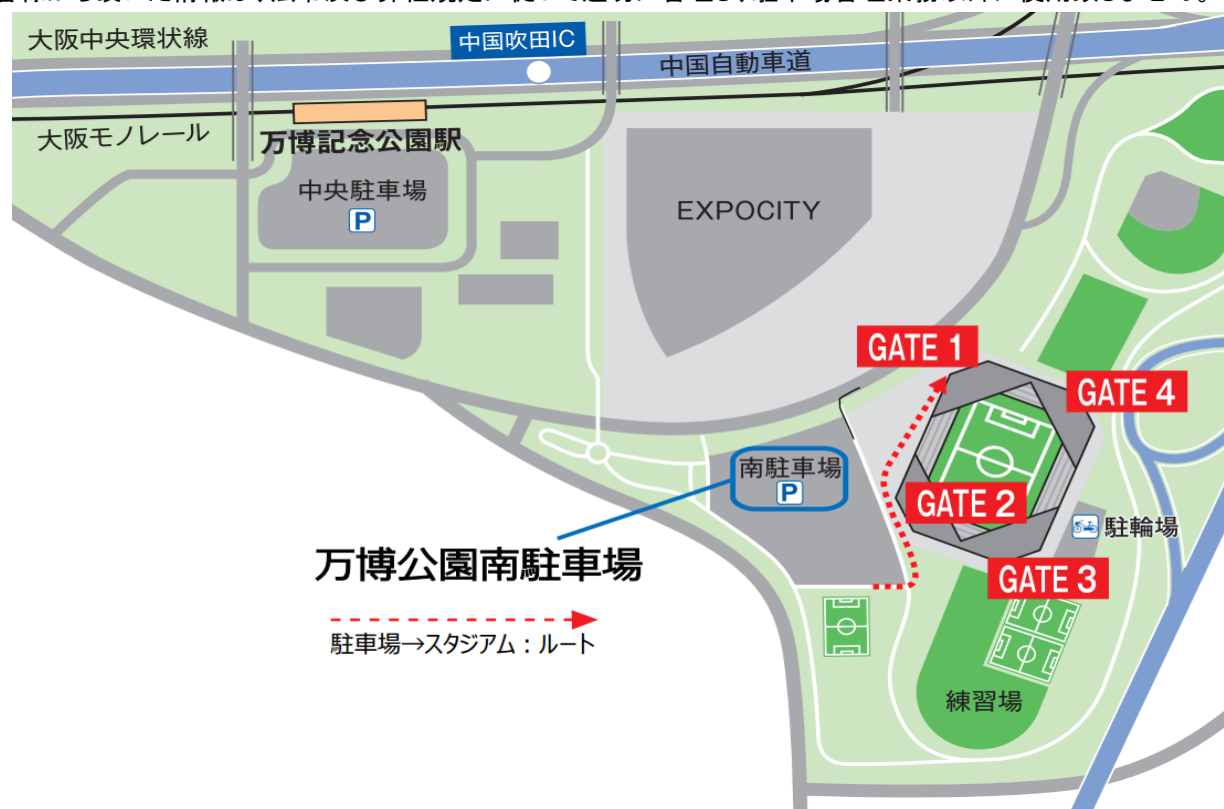 大阪中央環状線
中国吹田IC
中国自動車道
大阪モノレール
万博記念公園駅
中央駐車場
P
EXPOCITY
GATE 1
GATE 4
南駐車場
P
GATE 2
駐輪場
万博公園南駐車場
GATE 3
駐車場→スタジアム：ルート
練習場